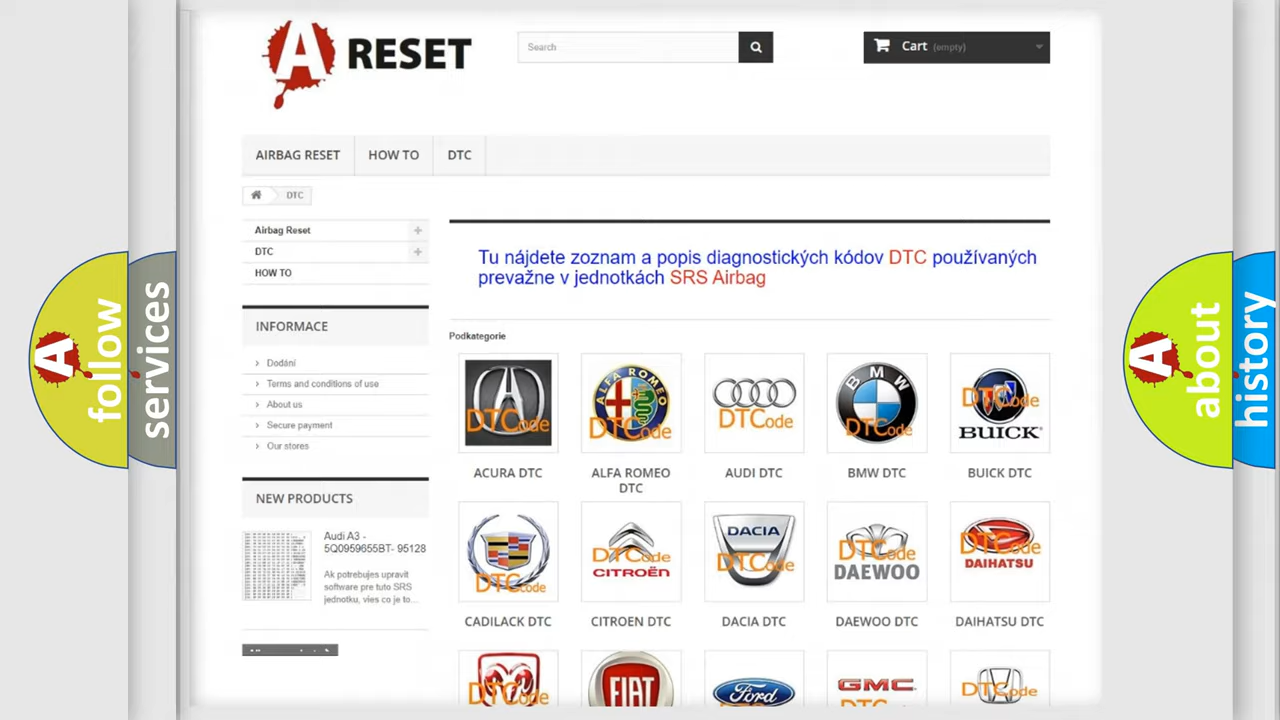 A RESET
Search
Cart (empty)
AIRBAG RESET
HOW TO
DTC
DTC
Airbag Reset
DTC
HOW TO
INFORMACE
Dodání
Terms and conditions of use
About us
Secure payment
Our stores
NEW PRODUCTS
Audi A3 -
5Q0959655BT- 95128
Ak potrebujes upravit
software pre tuto SRS
jednotku, vies co je to...
Tu nájdete zoznam a popis diagnostických kódov DTC používaných
prevažne v jednotkách SRS Airbag
Podkategorie
DTCode
ALFA ROMEO
DTCode
DTCode
BMW
DTCode
DTCode
BUICK
ACURA DTC
ALFA ROMEO
DTC
AUDI DTC
BMW DTC
BUICK DTC
DTCode
DTCode
CITROËN
DACIA
DTCode
DTCode
DAEWOO
DTCode
DAIHATSU
CADILACK DTC
CITROEN DTC
DACIA DTC
DAEWOO DTC
DAIHATSU DTC
DTCode
FIAT
Ford
GMC
DTCode
A follow
services
A about
history